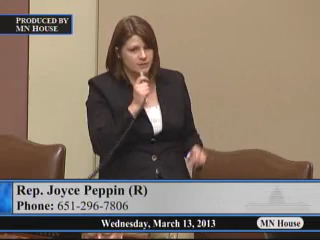 PRODUCED BY
MN HOUSE
Rep. Joyce Peppin (R)
Phone: 651-296-7806
Wednesday, March 13, 2013
MN House